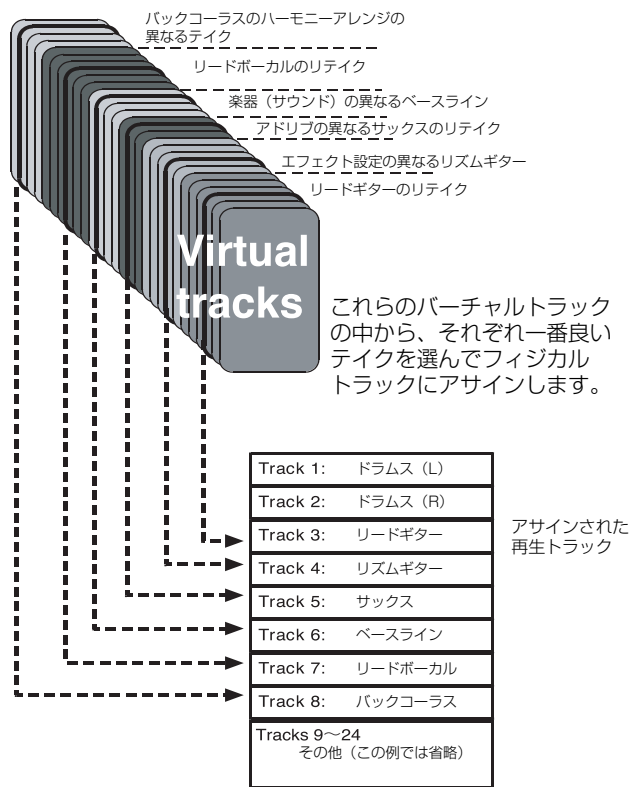 バックコーラスのハーモニーアレンジの
異なるテイク
リードボーカルのリテイク
楽器（サウンド）の異なるベースライン
アドリブの異なるサックスのリテイク
エフェクト設定の異なるリズムギター
リードギターのリテイク
Virtual
tracks
これらのバーチャルトラック
の中から、それぞれ一番良い
テイクを選んでフィジカル
トラックにアサインします。
Track 1: ドラムス（L）
Track 2: ドラムス（R）
Track 3: リードギター
Track 4: リズムギター
Track 5: サックス
Track 6: ベースライン
Track 7: リードボーカル
Track 8: バックコーラス
Tracks 9～24
その他（この例では省略）
アサインされた
再生トラック